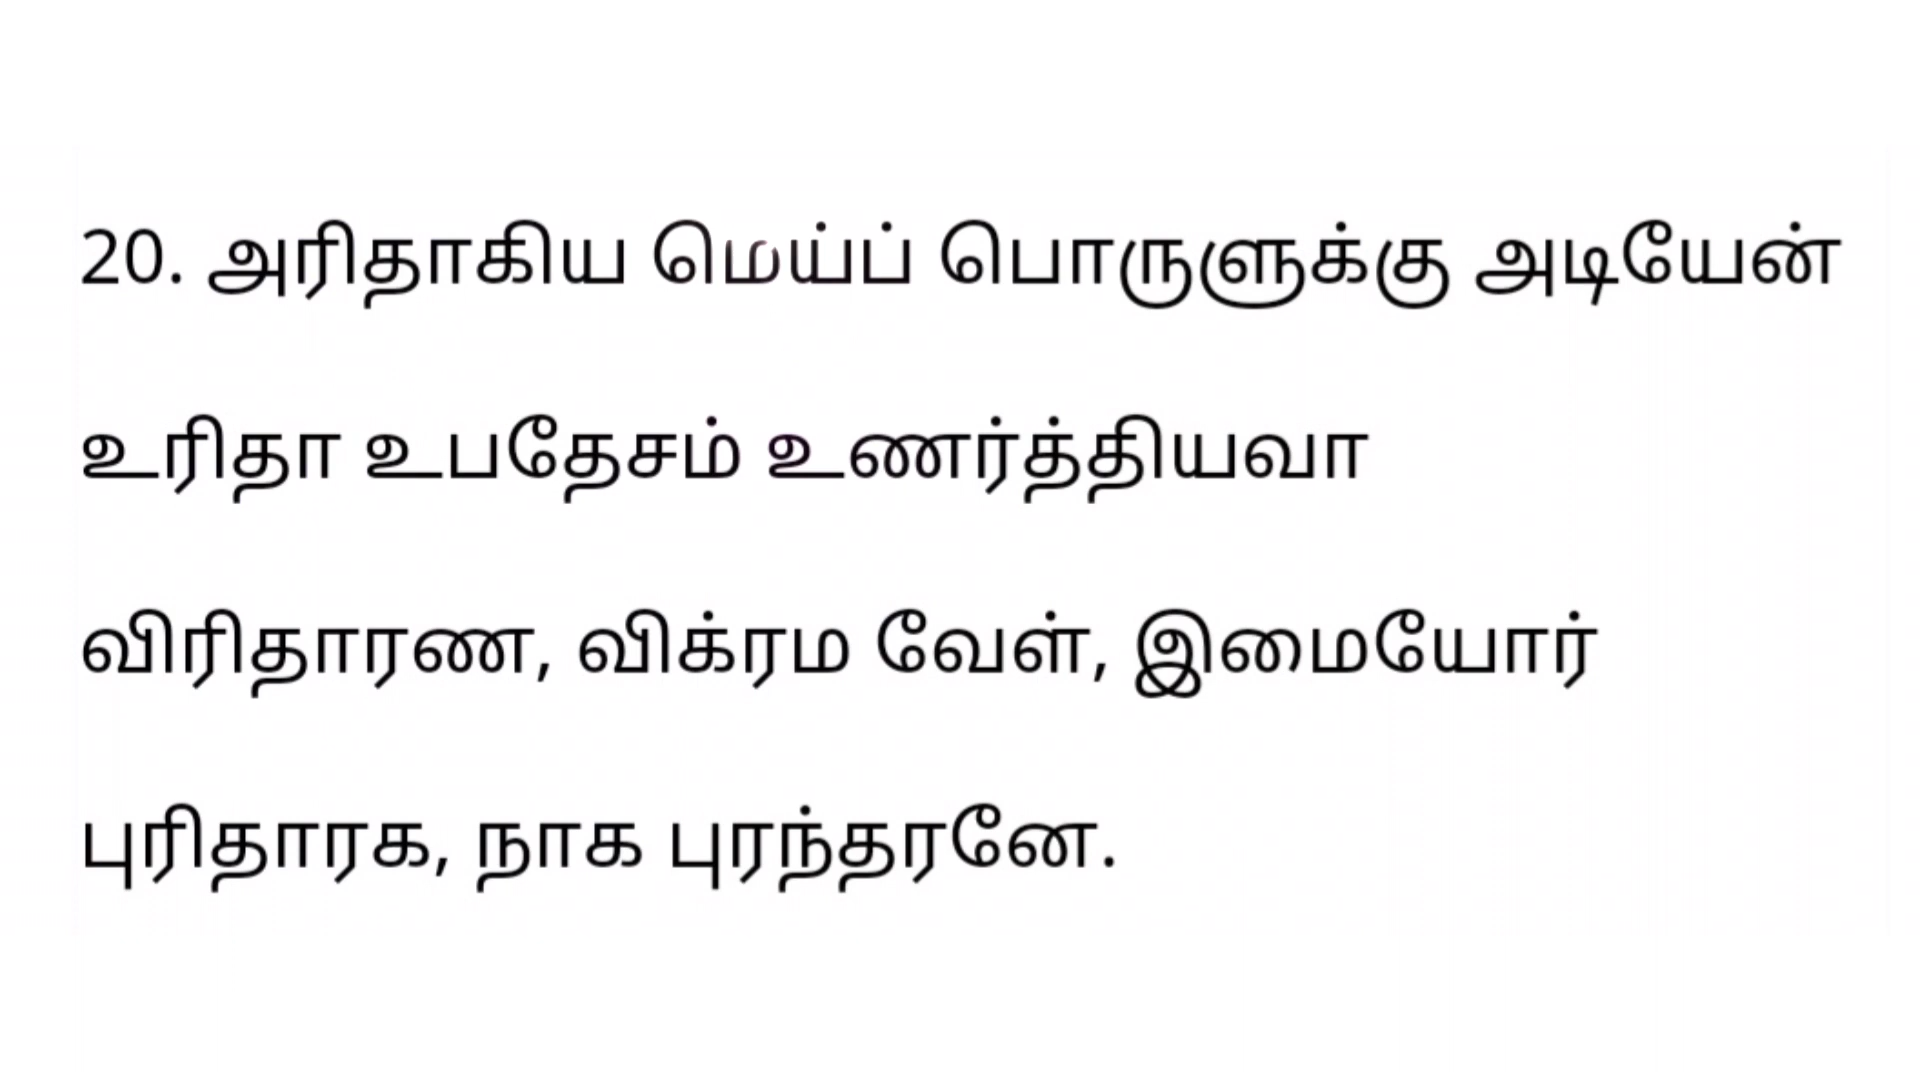 20. அரிதாகிய மெய்ப் பொருளுக்கு அடியேன்
உரிதா உபதேசம் உணர்த்தியவா
விரிதாரண, விக்ரம வேள், இமையோர்
புரிதாரக, நாக புரந்தரனே.